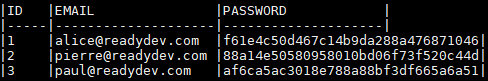 |ID   |EMAIL              |PASSWORD            |
|-----|-------------------|--------------------|
|1    |alice@readydev.com |f61e4c50d467c14b9da288a476871046|
|2    |pierre@readydev.com|88a14e50580958010bd06f73f520c44d|
|3    |paul@readydev.com  |af6ca5ac3018e788a88bf3df665a6a51|